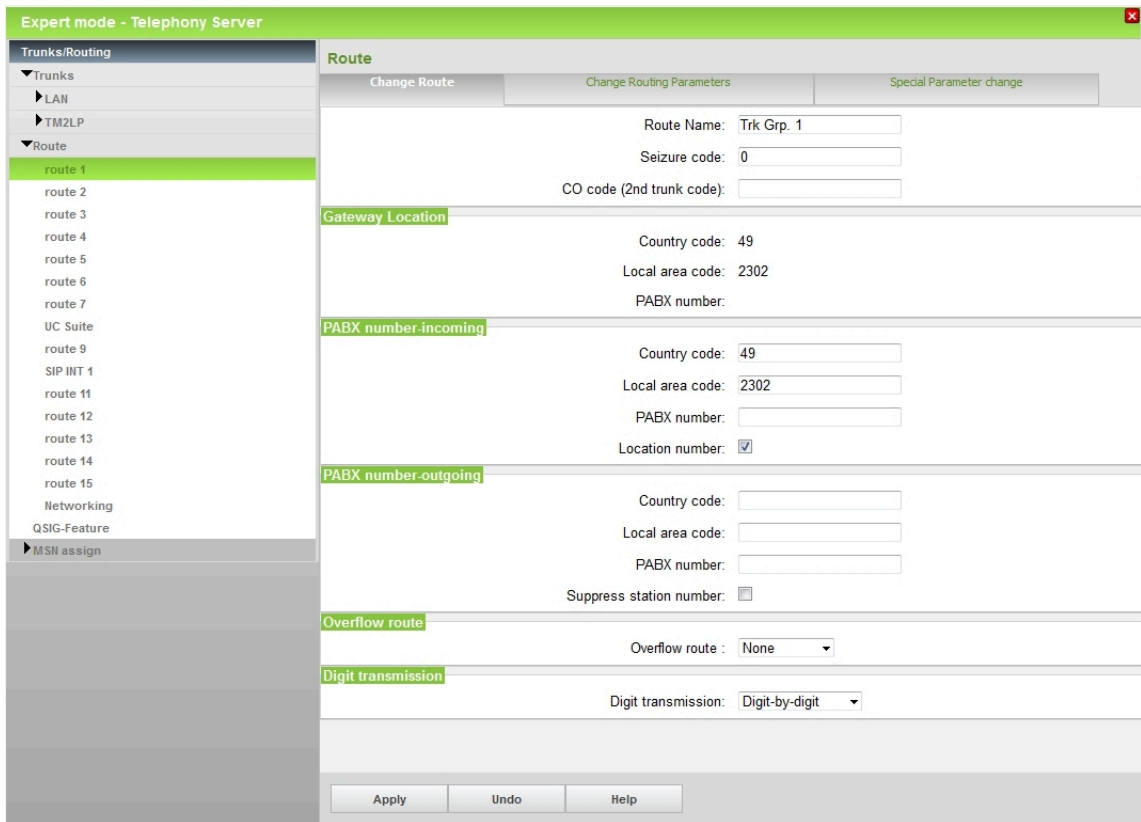 Expert mode - Telephony Server
Trunks/Routing
Trunks
LAN
TM2LP
Route
route 1
route 2
route 3
route 4
route 5
route 6
route 7
UC Suite
route 9
SIP INT 1
route 11
route 12
route 13
route 14
route 15
Networking
QSIG-Feature
MSN assign
Route
Change Route Change Routing Parameters Special Parameter change
Route Name: Trk Grp. 1
Seizure code: 0
CO code (2nd trunk code):
Gateway Location
Country code: 49
Local area code: 2302
PABX number:
PABX number-incoming
Country code: 49
Local area code: 2302
PABX number:
Location number:
PABX number-outgoing
Country code:
Local area code:
PABX number:
Suppress station number:
Overflow route
Overflow route : None
Digit transmission
Digit transmission: Digit-by-digit
Apply Undo Help